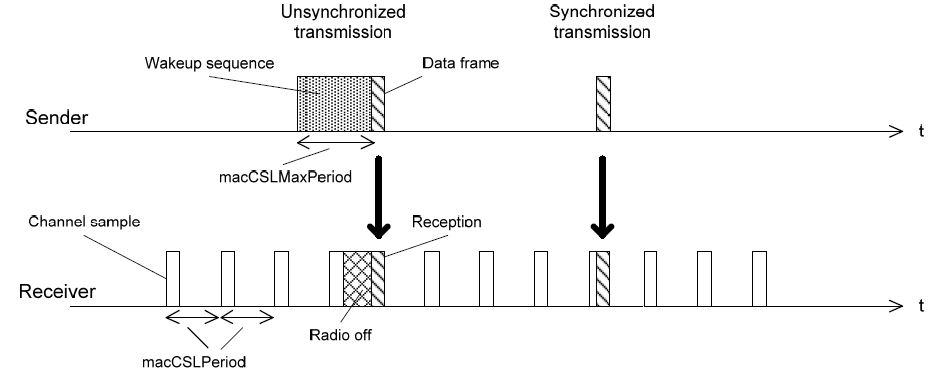 Unsynchronized
transmission
Synchronized
transmission
Wakeup sequence
Data frame
Sender
t
macCSLMaxPeriod
Channel sample
Reception
Receiver
t
Radio off
macCSLPeriod